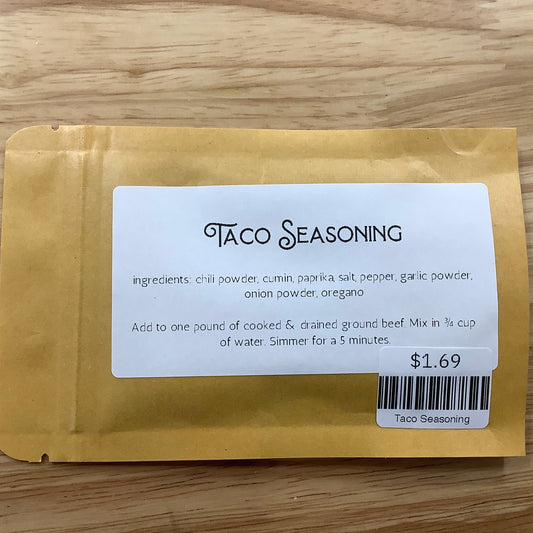 Taco Seasoning
ingredients: chili powder, cumin, paprika, salt, pepper, garlic powder,
onion powder, oregano
Add to one pound of cooked & drained ground beef. Mix in ¾ cup
of water. Simmer for a 5 minutes.
$1.69
Taco Seasoning